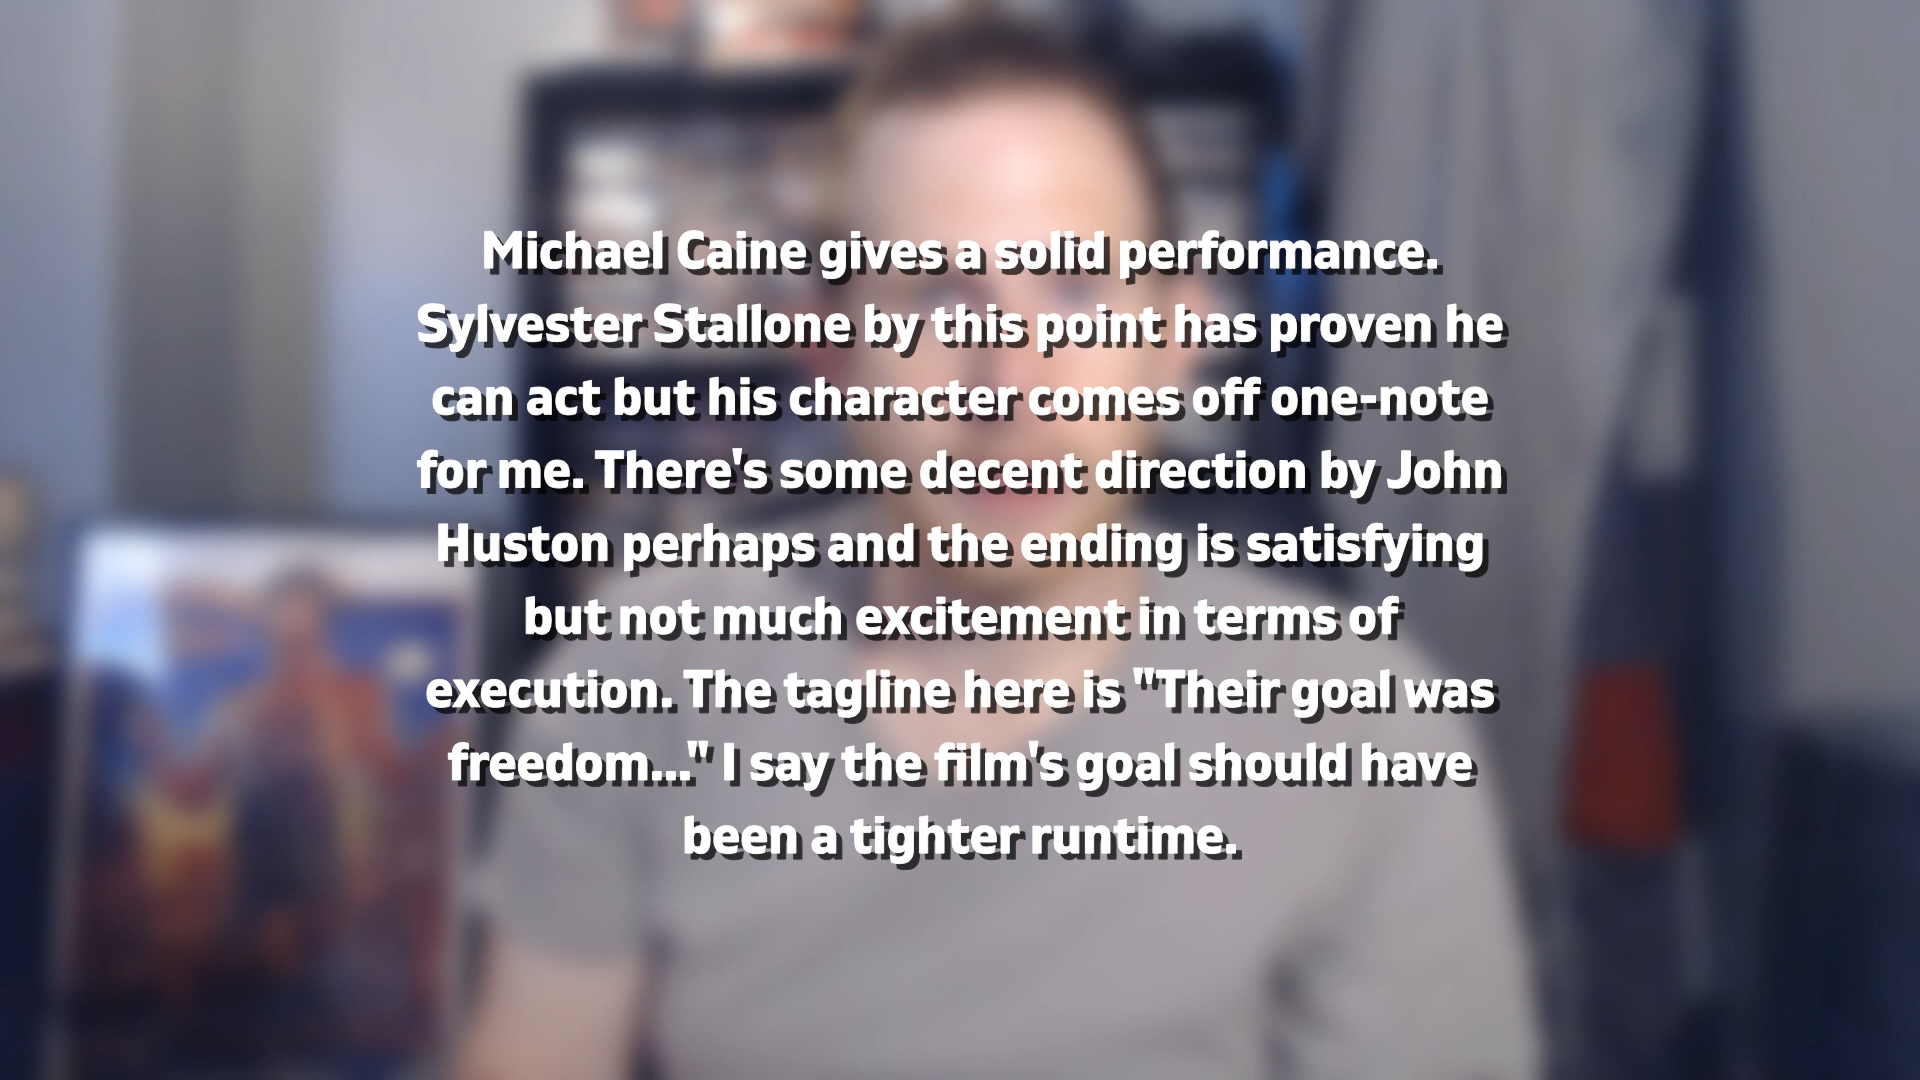 Michael Caine gives a solid performance.
Sylvester Stallone by this point has proven he
can act but his character comes off one-note
for me. There's some decent direction by John
Huston perhaps and the ending is satisfying
but not much excitement in terms of
execution. The tagline here is "Their goal was
freedom..." I say the film's goal should have
been a tighter runtime.